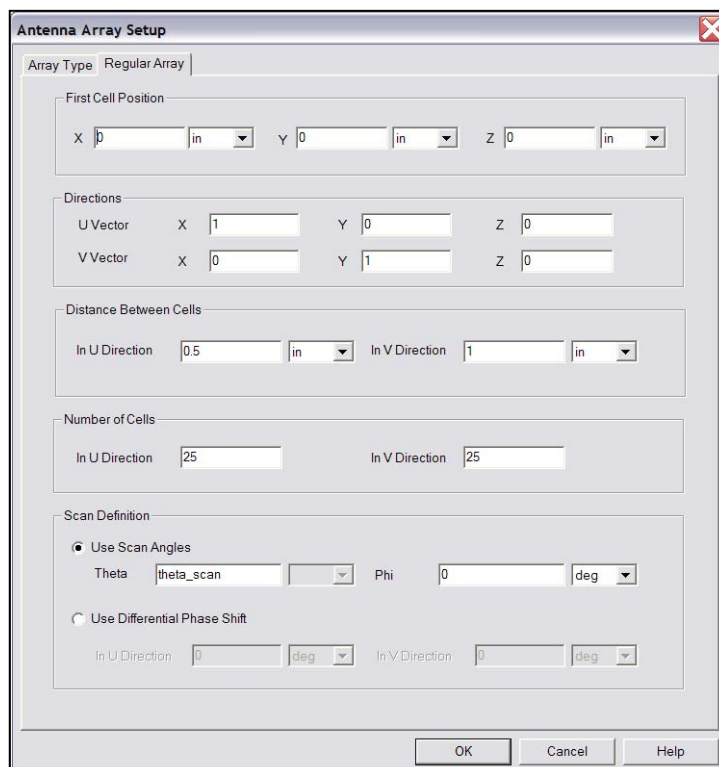 Antenna Array Setup
Array Type Regular Array
First Cell Position
X 0 in Y 0 in Z 0 in
Directions
U Vector X 1 Y 0 Z 0
V Vector X 0 Y 1 Z 0
Distance Between Cells
In U Direction 0.5 in In V Direction 1 in
Number of Cells
In U Direction 25 In V Direction 25
Scan Definition
Use Scan Angles
Theta theta_scan Phi 0 deg
Use Differential Phase Shift
In U Direction 0 deg In V Direction 0 deg
OK Cancel Help